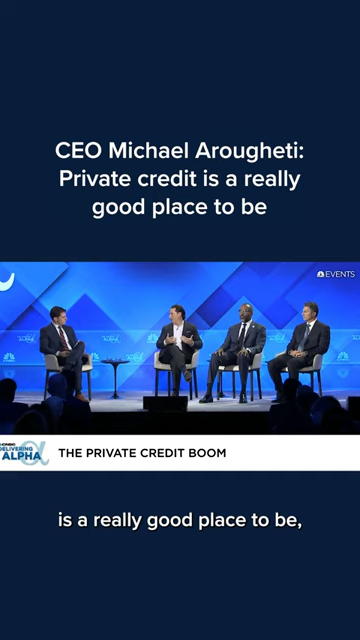 CEO Michael Arougheti:
Private credit is a really
good place to be
EVENTS
CNBC
DELIVERING
ALPHA
THE PRIVATE CREDIT BOOM
is a really good place to be,